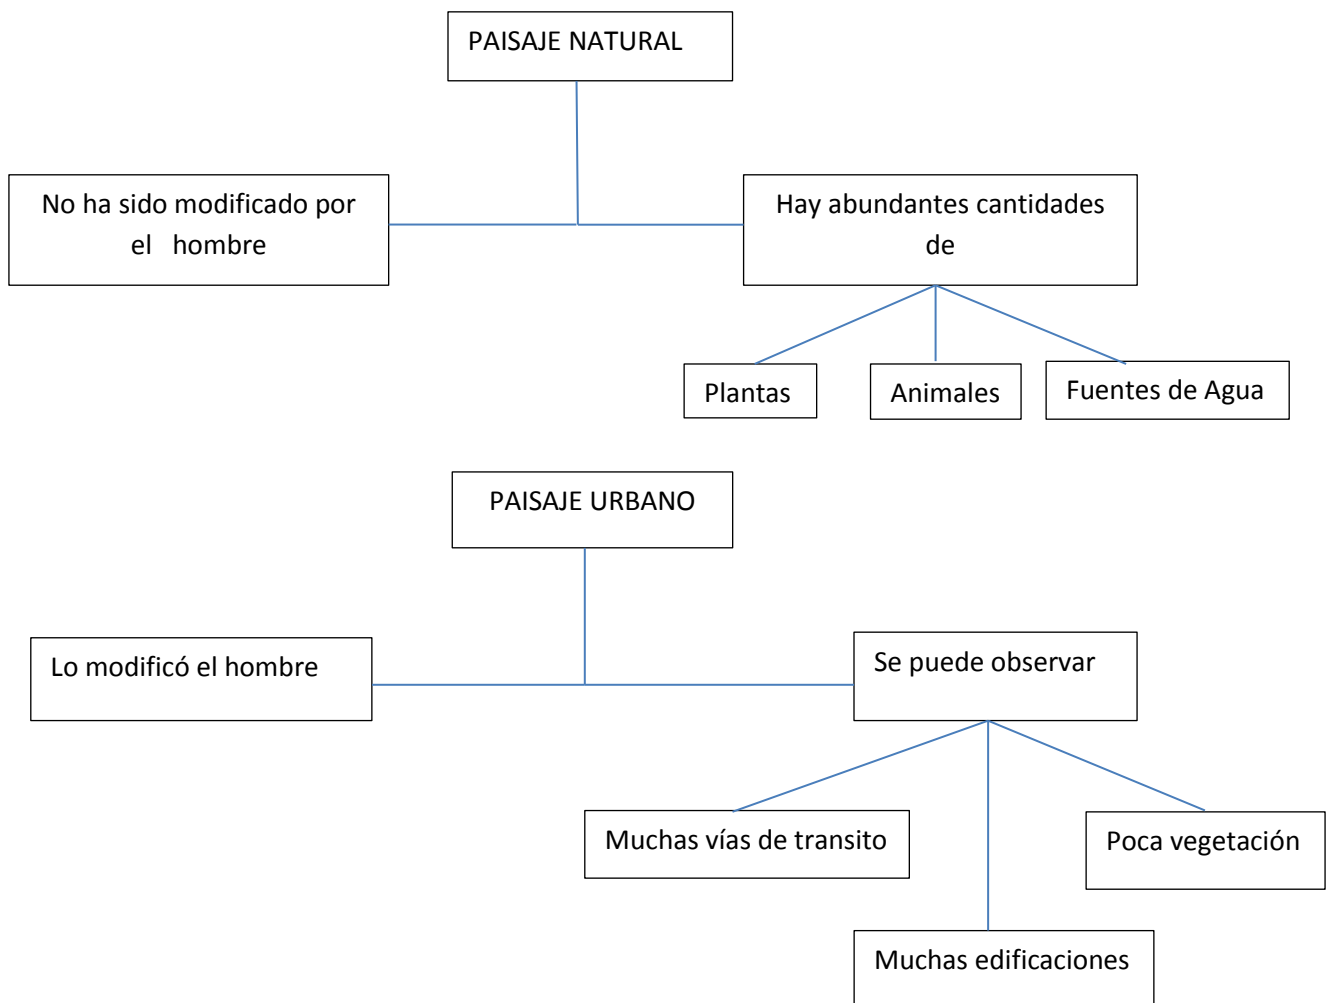 PAISAJE NATURAL
No ha sido modificado por
el hombre
Hay abundantes cantidades
de
Plantas
Animales
Fuentes de Agua
PAISAJE URBANO
Lo modificó el hombre
Se puede observar
Muchas vías de transito
Poca vegetación
Muchas edificaciones